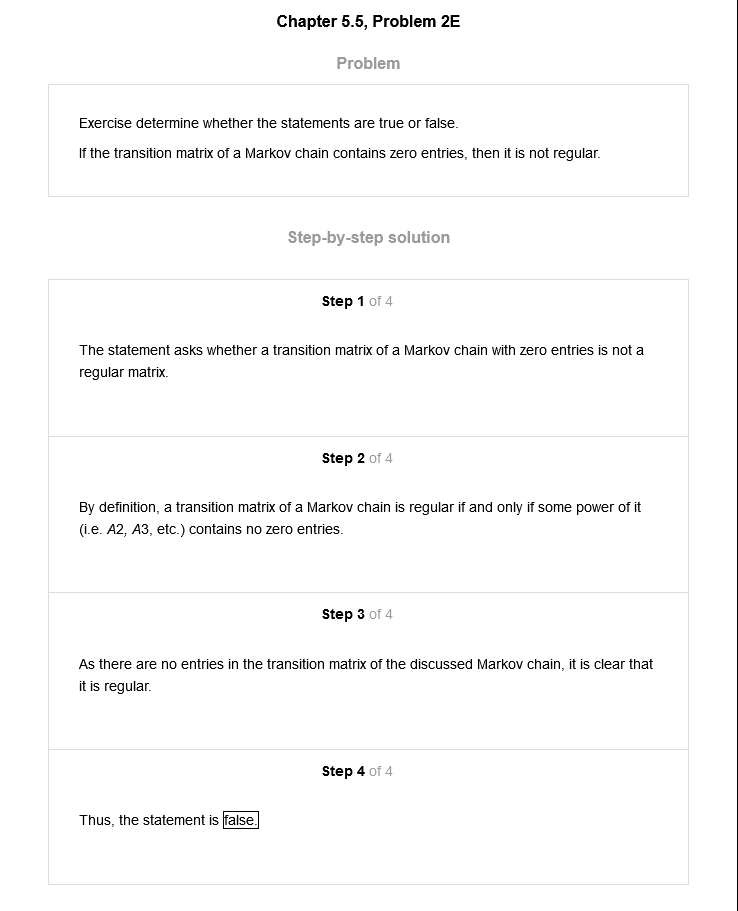 Chapter 5.5, Problem 2E
Problem
Exercise determine whether the statements are true or false.
If the transition matrix of a Markov chain contains zero entries, then it is not regular.
Step-by-step solution
Step 1 of 4
The statement asks whether a transition matrix of a Markov chain with zero entries is not a
regular matrix.
Step 2 of 4
By definition, a transition matrix of a Markov chain is regular if and only if some power of it
(i.e. A2, A3, etc.) contains no zero entries.
Step 3 of 4
As there are no entries in the transition matrix of the discussed Markov chain, it is clear that
it is regular.
Step 4 of 4
Thus, the statement is false.